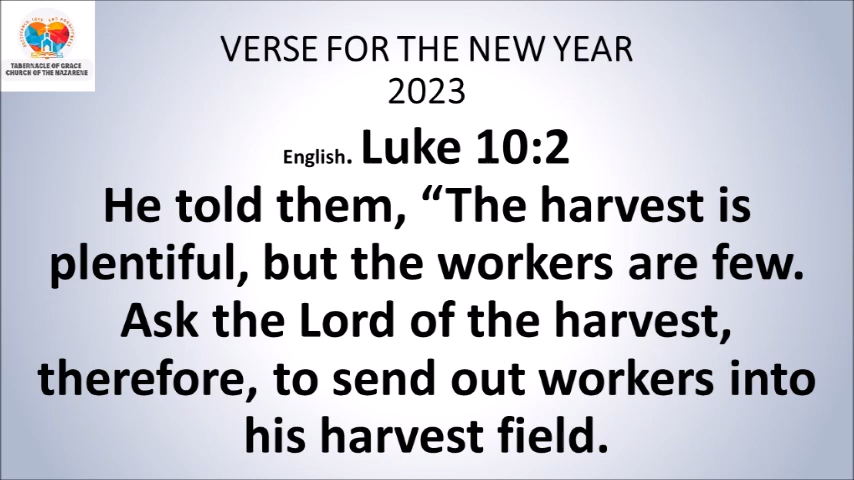 TABERNACLE OF GRACE
CHURCH OF THE NAZARENE
VERSE FOR THE NEW YEAR
2023
English. Luke 10:2
He told them, “The harvest is
plentiful, but the workers are few.
Ask the Lord of the harvest,
therefore, to send out workers into
his harvest field.